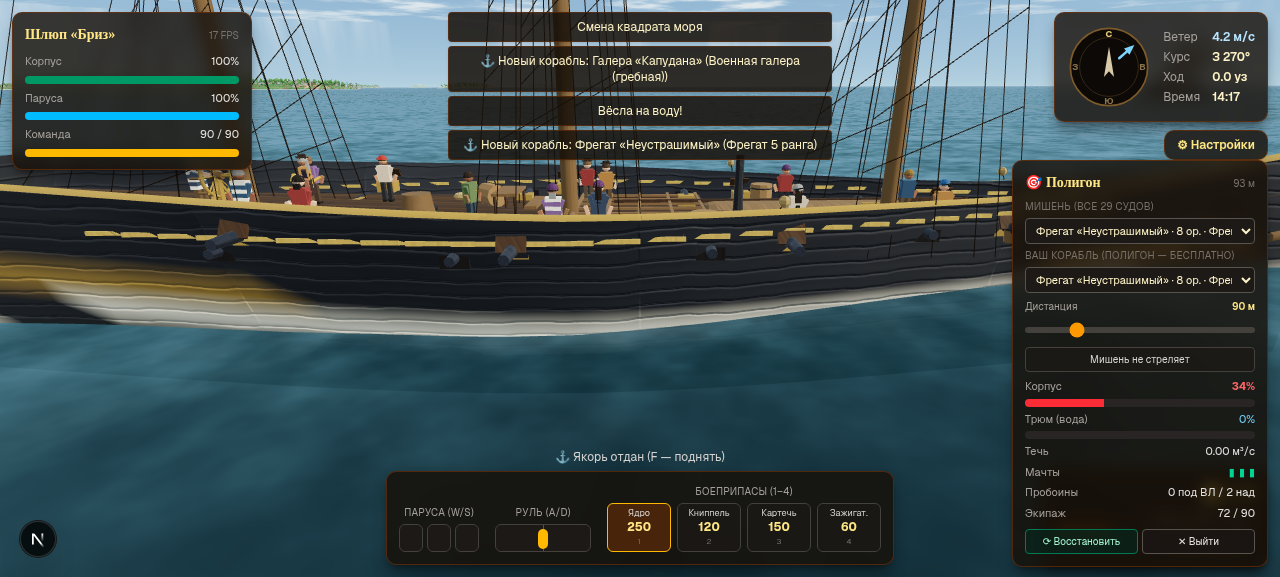 Шлюп «Бриз»
17 FPS
Корпус 100%
Паруса 100%
Команда 90 / 90
Смена квадрата моря
⚓ Новый корабль: Галера «Капудана» (Военная галера
(гребная))
Вёсла на воду!
⚓ Новый корабль: Фрегат «Неустрашимый» (Фрегат 5 ранга)
С
З
В
Ю
Ветер 4.2 м/с
Курс З 270°
Ход 0.0 уз
Время 14:17
⚙ Настройки
🎯 Полигон
93 м
МИШЕНЬ (ВСЕ 29 СУДОВ)
Фрегат «Неустрашимый» · 8 ор. · Фре
ВАШ КОРАБЛЬ (ПОЛИГОН — БЕСПЛАТНО)
Фрегат «Неустрашимый» · 8 ор. · Фре
Дистанция 90 м
Мишень не стреляет
Корпус 34%
Трюм (вода) 0%
Течь 0.00 м³/с
Мачты
Пробоины 0 под ВЛ / 2 над
Экипаж 72 / 90
⟳ Восстановить
✕ Выйти
⚓ Якорь отдан (F — поднять)
ПАРУСА (W/S)
РУЛЬ (A/D)
БОЕПРИПАСЫ (1–4)
Ядро
250
1
Книппель
120
2
Картечь
150
3
Зажигат.
60
4
N